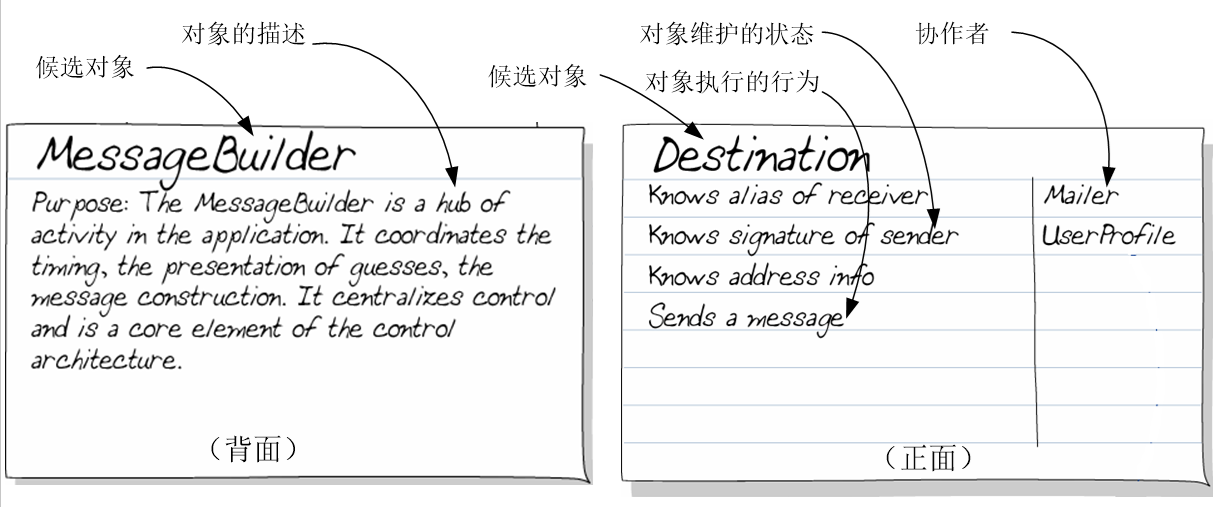 对象的描述
候选对象
MessageBuilder
Purpose: The MessageBuilder is a hub of
activity in the application. It coordinates the
timing, the presentation of guesses, the
message construction. It centralizes control
and is a core element of the control
architecture.
（背面）
对象维护的状态
协作者
候选对象
对象执行的行为
Destination
Knows alias of receiver
Mailer
Knows signature of sender
UserProfile
Knows address info
Sends a message
（正面）